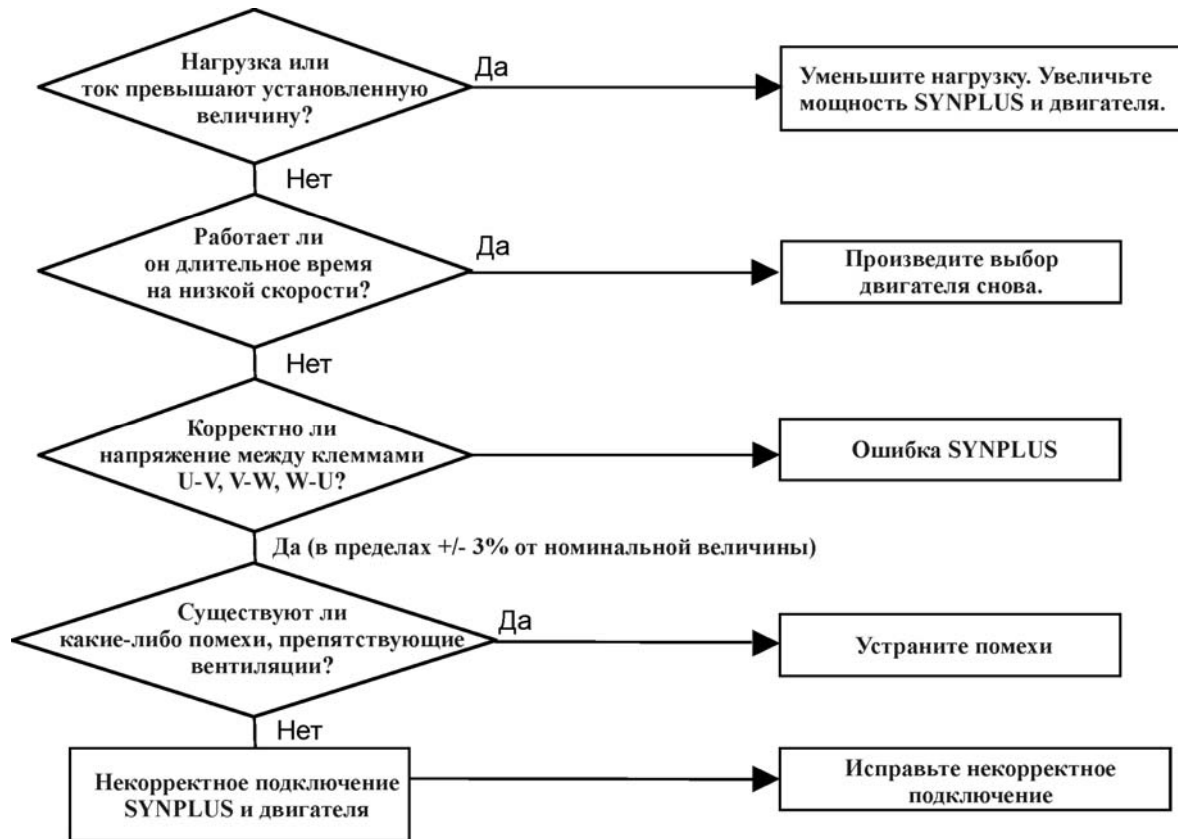 Нагрузка или
ток превышают установленную
величину?
Да
Уменьшите нагрузку. Увеличьте
мощность SYNPLUS и двигателя.
Нет
Работает ли
он длительное время
на низкой скорости?
Да
Произведите выбор
двигателя снова.
Нет
Корректно ли
напряжение между клеммами
U-V, V-W, W-U?
Ошибка SYNPLUS
Да (в пределах +/- 3% от номинальной величины)
Существуют ли
какие-либо помехи, препятствующие
вентиляции?
Да
Устраните помехи
Нет
Некорректное подключение
SYNPLUS и двигателя
Исправьте некорректное
подключение